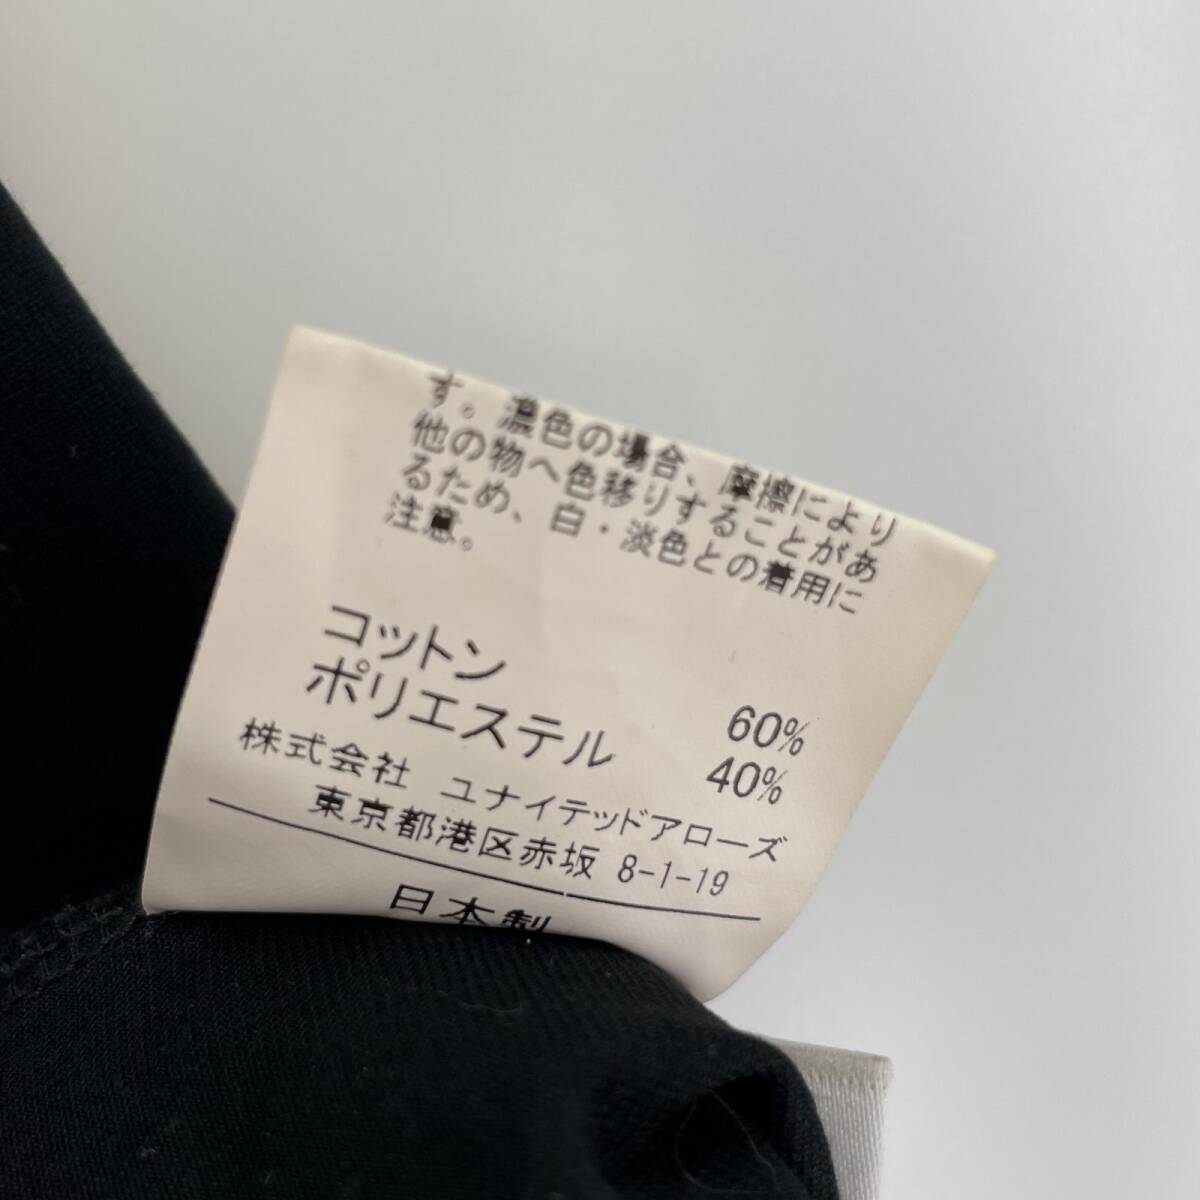 す。濃色の場合、摩擦により
他の物へ色移りすることがあ
るため、白・淡色との着用に
注意。
コットン 60%
ポリエステル 40%
株式会社 ユナイテッドアローズ
東京都港区赤坂 8-1-19
日本製